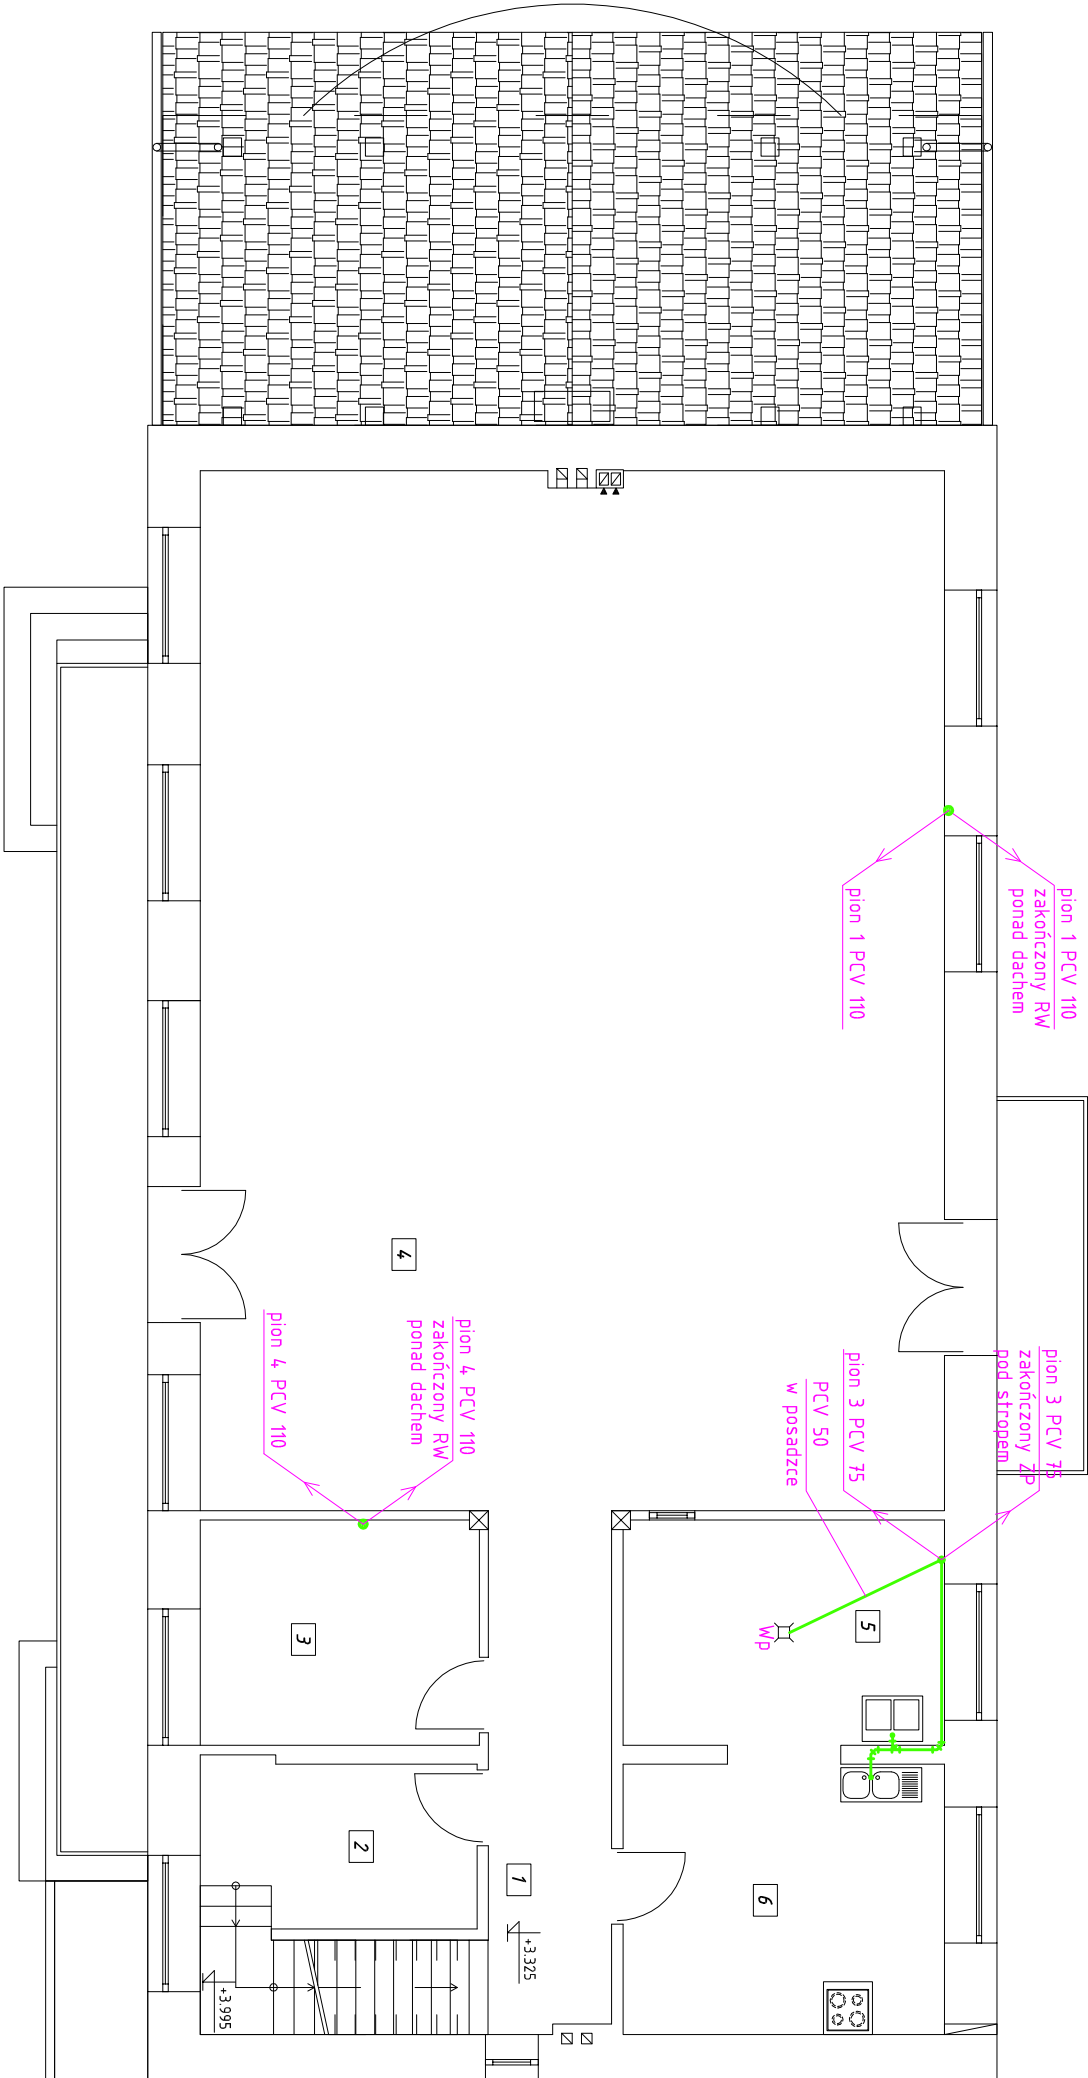 pion 1 PCV 110
zakończony RW
ponad dachem
pion 1 PCV 110
pion 3 PCV 75
zakończony ZP
pod stropem
pion 3 PCV 75
PCV 50
w posadzce
pion 4 PCV 110
zakończony RW
ponad dachem
pion 4 PCV 110
4
5
Wp
3
2
1
6
+3.325
+3.995